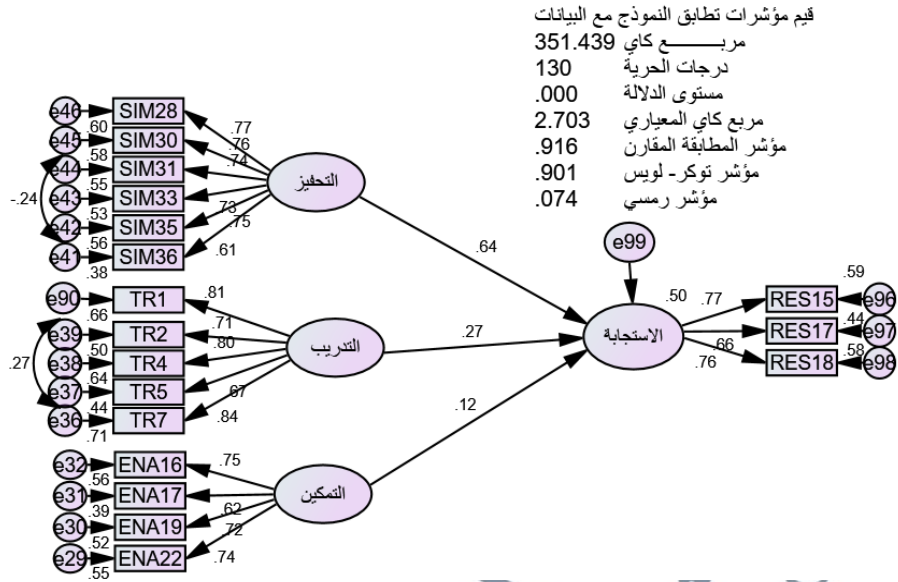 قيم مؤشرات تطابق النموذج مع البيانات
مربـــــــع كاي 351.439
درجات الحرية 130
مستوى الدلالة .000
مربع كاي المعياري 2.703
مؤشر المطابقة المقارن .916
مؤشر توكر- لويس .901
مؤشر رمسي .074
e46 SIM28 .77
.60
e45 SIM30 .76
.58
e44 SIM31 .74
.55
e43 SIM33 .73
.53
e42 SIM35 .75
.56
e41 SIM36 .61
.38
-.24
التحفيز
.64
e99
e90 TR1 .81
.66
e39 TR2 .71
.50
e38 TR4 .80
.64
e37 TR5 .67
.44
e36 TR7 .84
.71
.27
التدريب
.27
الاستجابة
.50
.77 RES15 .59 e96
.66 RES17 .44 e97
.76 RES18 .58 e98
.12
e32 ENA16 .75
.56
e31 ENA17 .62
.39
e30 ENA19 .72
.52
e29 ENA22 .74
.55
التمكين